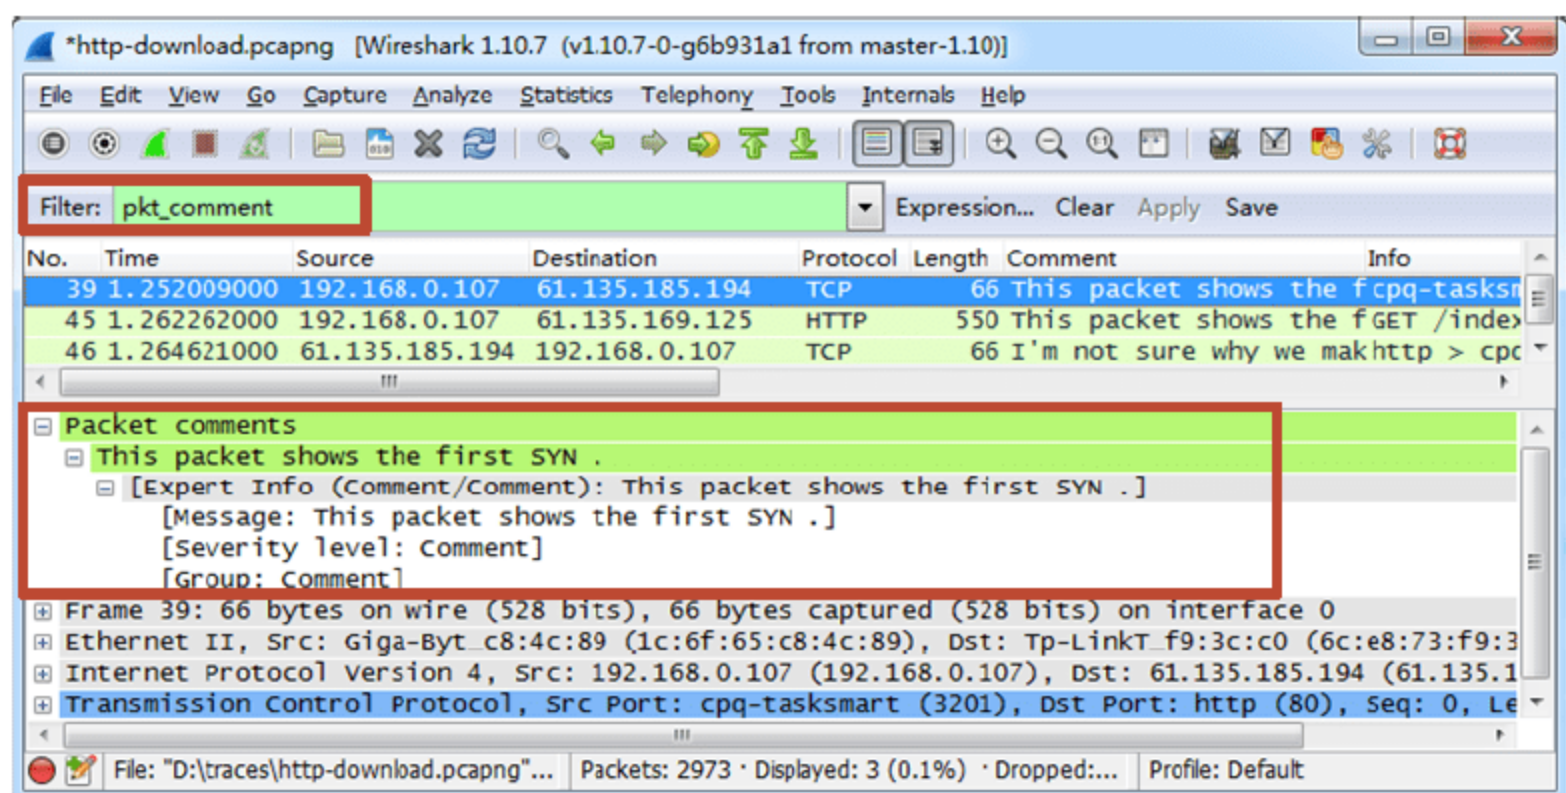 *http-download.pcapng [Wireshark 1.10.7 (v1.10.7-0-g6b931a1 from master-1.10)]
File Edit View Go Capture Analyze Statistics Telephony Tools Internals Help
Filter: pkt_comment Expression... Clear Apply Save
No. Time Source Destination Protocol Length Comment Info
39 1.252009000 192.168.0.107 61.135.185.194 TCP 66 This packet shows the f cpq-tasksm
45 1.262262000 192.168.0.107 61.135.169.125 HTTP 550 This packet shows the f GET /index
46 1.264621000 61.135.185.194 192.168.0.107 TCP 66 I'm not sure why we mak http > cpq
Packet comments
This packet shows the first SYN .
[Expert Info (Comment/Comment): This packet shows the first SYN .]
[Message: This packet shows the first SYN .]
[Severity level: Comment]
[Group: Comment]
Frame 39: 66 bytes on wire (528 bits), 66 bytes captured (528 bits) on interface 0
Ethernet II, Src: Giga-Byt_c8:4c:89 (1c:6f:65:c8:4c:89), Dst: Tp-LinkT_f9:3c:c0 (6c:e8:73:f9:3
Internet Protocol Version 4, Src: 192.168.0.107 (192.168.0.107), Dst: 61.135.185.194 (61.135.1
Transmission Control Protocol, Src Port: cpq-tasksmart (3201), Dst Port: http (80), Seq: 0, Le
File: "D:\traces\http-download.pcapng"... Packets: 2973 · Displayed: 3 (0.1%) · Dropped:... Profile: Default